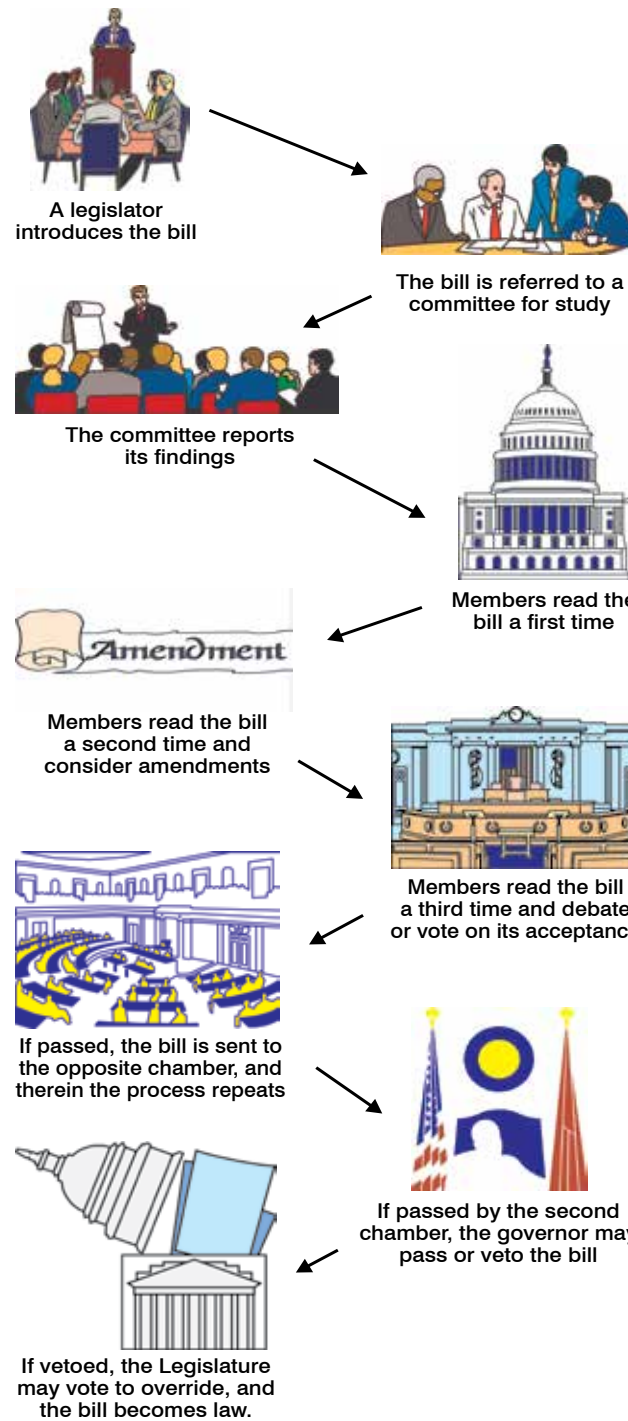 A legislator
introduces the bill
The bill is referred to a
committee for study
The committee reports
its findings
Members read the
bill a first time
Amendment
Members read the bill
a second time and
consider amendments
Members read the bill
a third time and debate
or vote on its acceptanc
If passed, the bill is sent to
the opposite chamber, and
therein the process repeats
If passed by the second
chamber, the governor may
pass or veto the bill
If vetoed, the Legislature
may vote to override, and
the bill becomes law.